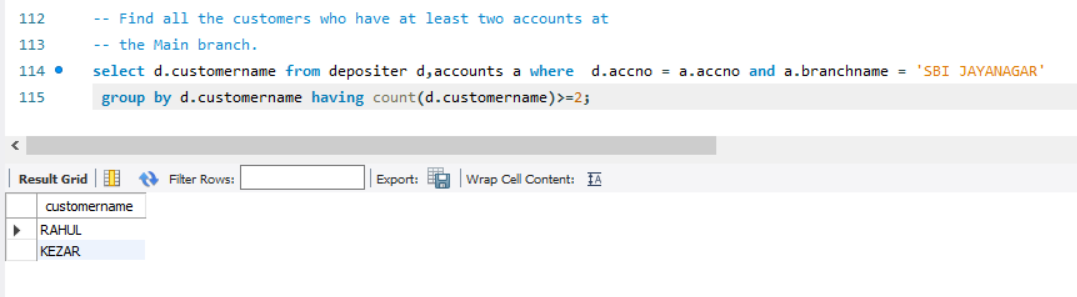 112 -- Find all the customers who have at least two accounts at
113 -- the Main branch.
114 select d.customername from depositer d,accounts a where  d.accno = a.accno and a.branchname = 'SBI JAYANAGAR'
115 group by d.customername having count(d.customername)>=2;
Result Grid Filter Rows: Export: Wrap Cell Content: IA
customername
RAHUL
KEZAR